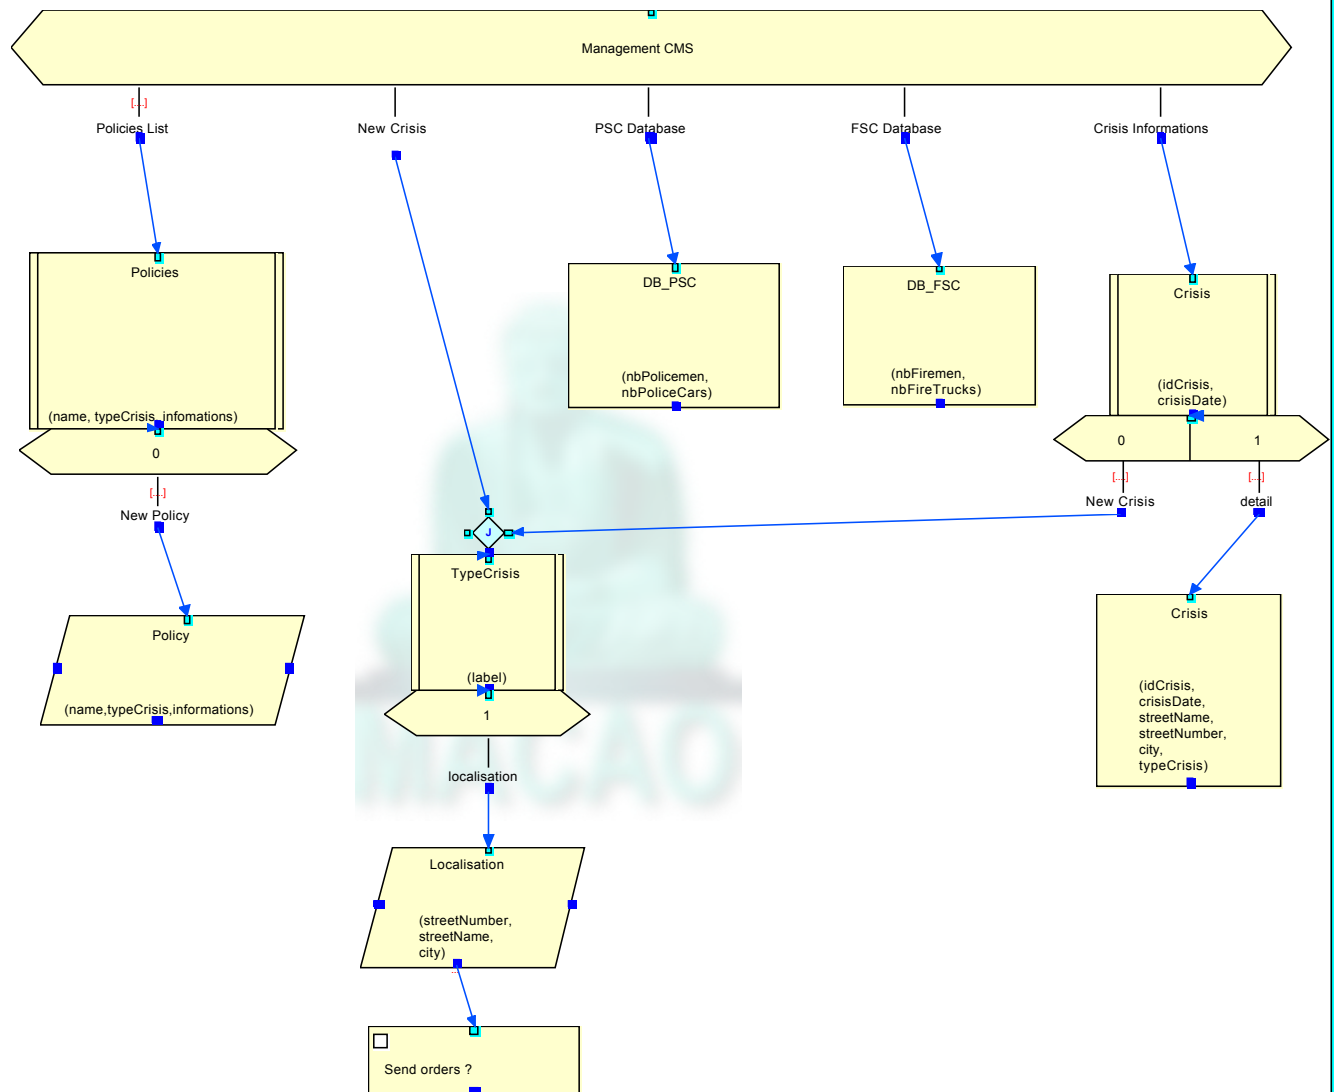 Management CMS
[...]
Policies List
New Crisis
PSC Database
FSC Database
Crisis Informations
Policies
(name, typeCrisis, infomations)
0
[...]
New Policy
Policy
(name,typeCrisis,informations)
DB_PSC
(nbPolicemen,
nbPoliceCars)
DB_FSC
(nbFiremen,
nbFireTrucks)
Crisis
(idCrisis,
crisisDate)
0
1
[...]
[...]
New Crisis
detail
J
TypeCrisis
(label)
1
localisation
Localisation
(streetNumber,
streetName,
city)
...
Send orders ?
Crisis
(idCrisis,
crisisDate,
streetName,
streetNumber,
city,
typeCrisis)
MACAO